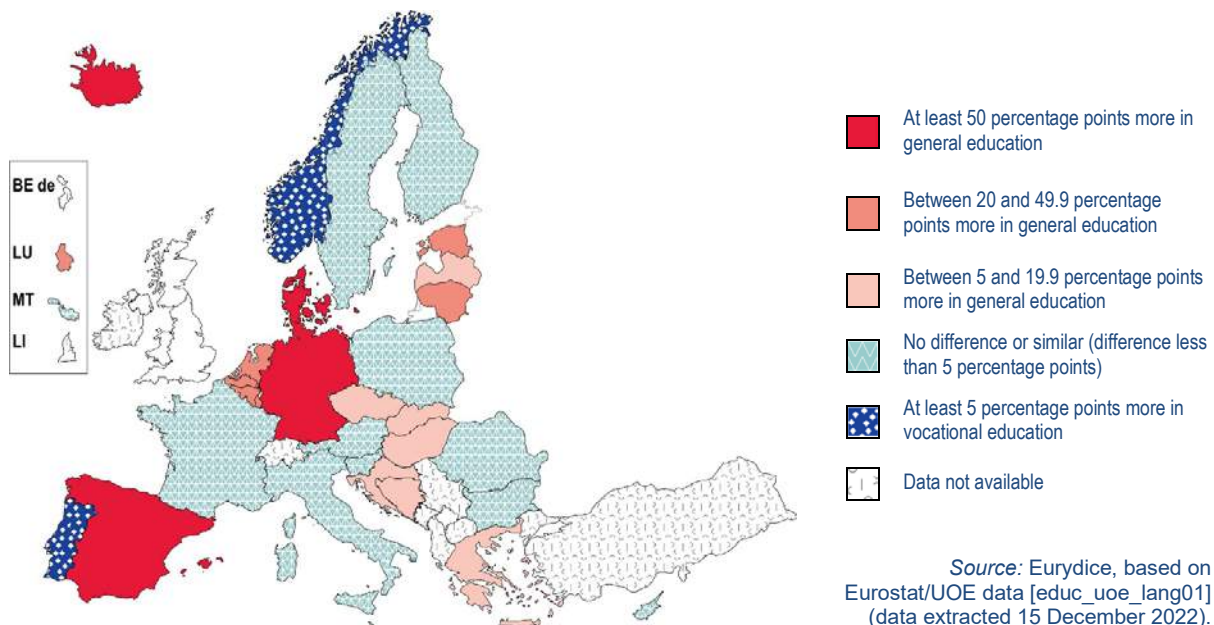 BE de
LU
MT
LI
At least 50 percentage points more in
general education
Between 20 and 49.9 percentage
points more in general education
Between 5 and 19.9 percentage points
more in general education
No difference or similar (difference less
than 5 percentage points)
At least 5 percentage points more in
vocational education
Data not available
Source: Eurydice, based on
Eurostat/UOE data [educ_uoe_lang01]
(data extracted 15 December 2022).